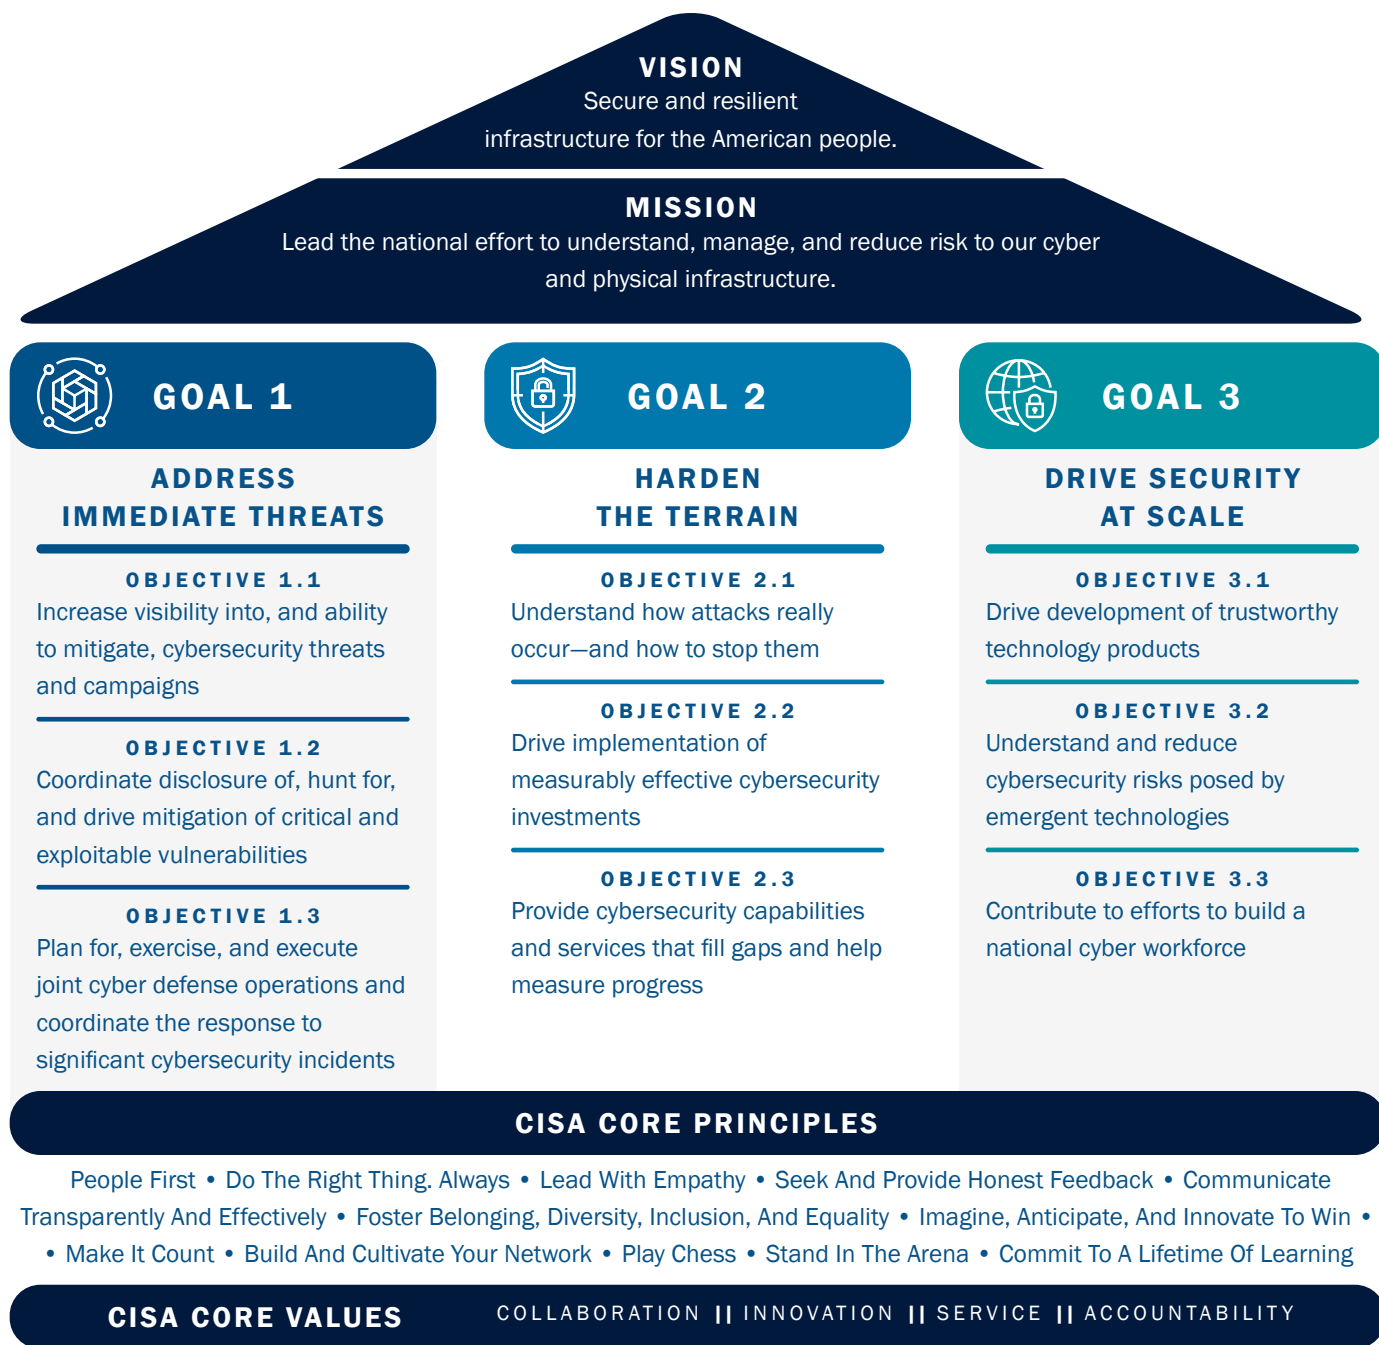 VISION
Secure and resilient
infrastructure for the American people.
MISSION
Lead the national effort to understand, manage, and reduce risk to our cyber
and physical infrastructure.
GOAL 1
ADDRESS
IMMEDIATE THREATS
OBJECTIVE 1.1
Increase visibility into, and ability
to mitigate, cybersecurity threats
and campaigns
OBJECTIVE 1.2
Coordinate disclosure of, hunt for,
and drive mitigation of critical and
exploitable vulnerabilities
OBJECTIVE 1.3
Plan for, exercise, and execute
joint cyber defense operations and
coordinate the response to
significant cybersecurity incidents
GOAL 2
HARDEN
THE TERRAIN
OBJECTIVE 2.1
Understand how attacks really
occur—and how to stop them
OBJECTIVE 2.2
Drive implementation of
measurably effective cybersecurity
investments
OBJECTIVE 2.3
Provide cybersecurity capabilities
and services that fill gaps and help
measure progress
GOAL 3
DRIVE SECURITY
AT SCALE
OBJECTIVE 3.1
Drive development of trustworthy
technology products
OBJECTIVE 3.2
Understand and reduce
cybersecurity risks posed by
emergent technologies
OBJECTIVE 3.3
Contribute to efforts to build a
national cyber workforce
CISA CORE PRINCIPLES
People First • Do The Right Thing. Always • Lead With Empathy • Seek And Provide Honest Feedback • Communicate
Transparently And Effectively • Foster Belonging, Diversity, Inclusion, And Equality • Imagine, Anticipate, And Innovate To Win •
• Make It Count • Build And Cultivate Your Network • Play Chess • Stand In The Arena • Commit To A Lifetime Of Learning
CISA CORE VALUES COLLABORATION || INNOVATION || SERVICE || ACCOUNTABILITY